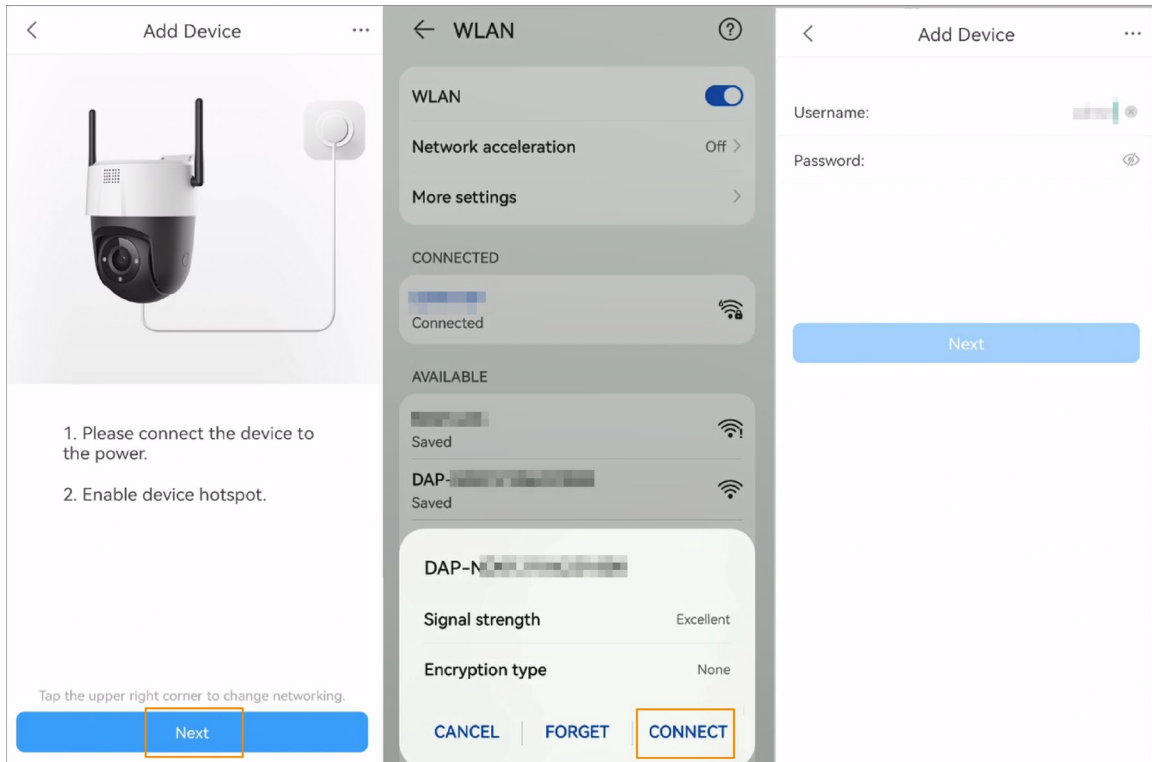 Add Device
1. Please connect the device to
the power.
2. Enable device hotspot.
Tap the upper right corner to change networking.
Next
WLAN
WLAN
Network acceleration Off
More settings
CONNECTED
Connected
AVAILABLE
Saved
DAP-
Saved
DAP-N
Signal strength Excellent
Encryption type None
CANCEL FORGET CONNECT
Add Device
Username:
Password:
Next